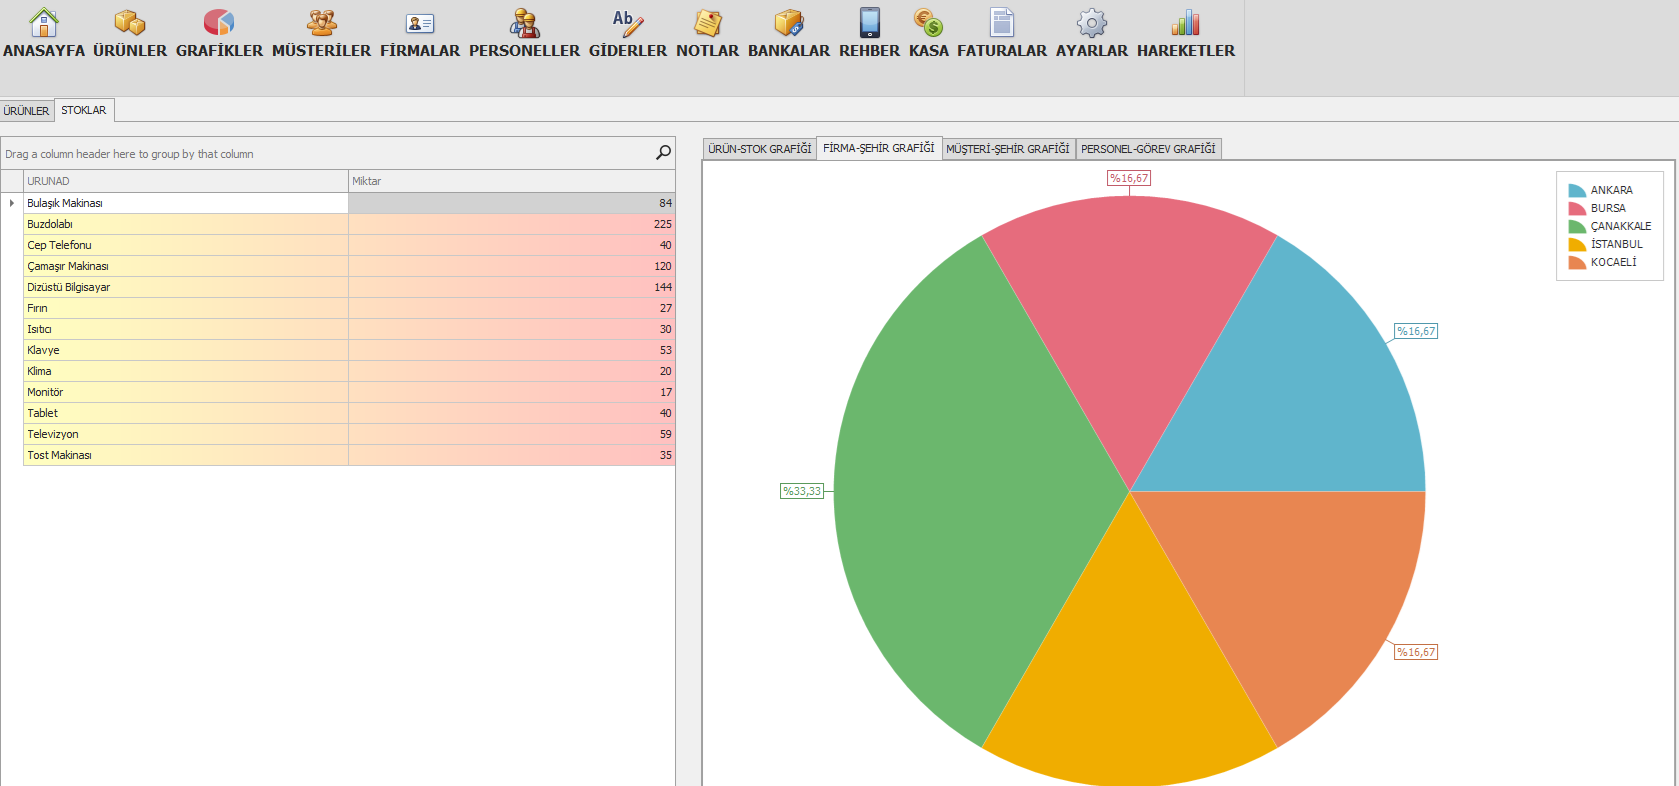 Ab
ANASAYFA ÜRÜNLER GRAFİKLER MÜSTERİLER FİRMALAR PERSONELLER GİDERLER NOTLAR BANKALAR REHBER KASA FATURALAR AYARLAR HAREKETLER
ÜRÜNLER STOKLAR
Drag a column header here to group by that column
URUNAD Miktar
Bulaşık Makinası 84
Buzdolabı 225
Cep Telefonu 40
Çamaşır Makinası 120
Dizüstü Bilgisayar 144
Fırın 27
Isıtıcı 30
Klavye 53
Klima 20
Monitör 17
Tablet 40
Televizyon 59
Tost Makinası 35
ÜRÜN-STOK GRAFİĞİ FİRMA-ŞEHİR GRAFİĞİ MÜŞTERİ-ŞEHİR GRAFİĞİ PERSONEL-GÖREV GRAFİĞİ
%16,67
%16,67
%33,33
%16,67
ANKARA
BURSA
ÇANAKKALE
İSTANBUL
KOCAELİ